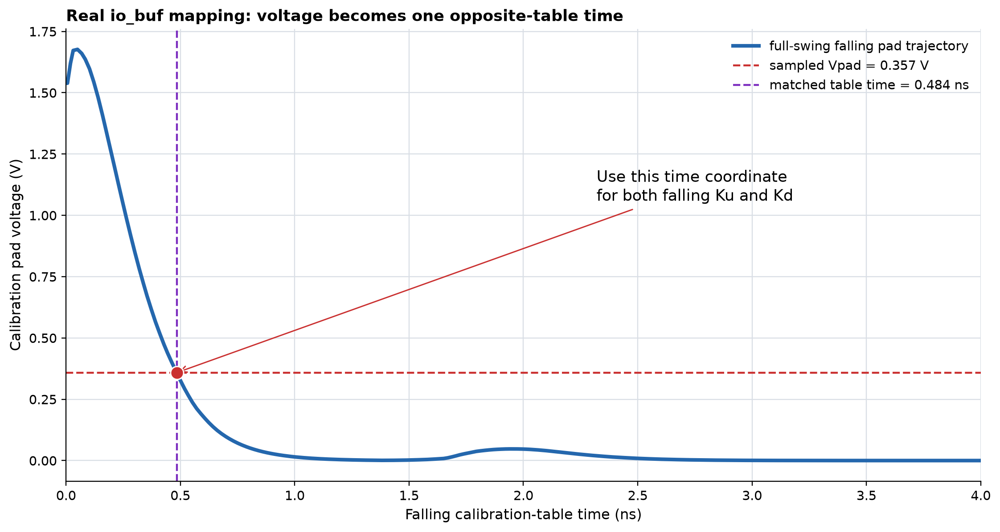 Real io_buf mapping: voltage becomes one opposite-table time
full-swing falling pad trajectory
sampled Vpad = 0.357 V
matched table time = 0.484 ns
Use this time coordinate
for both falling Ku and Kd
Calibration pad voltage (V)
1.75
1.50
1.25
1.00
0.75
0.50
0.25
0.00
0.0 0.5 1.0 1.5 2.0 2.5 3.0 3.5 4.0
Falling calibration-table time (ns)